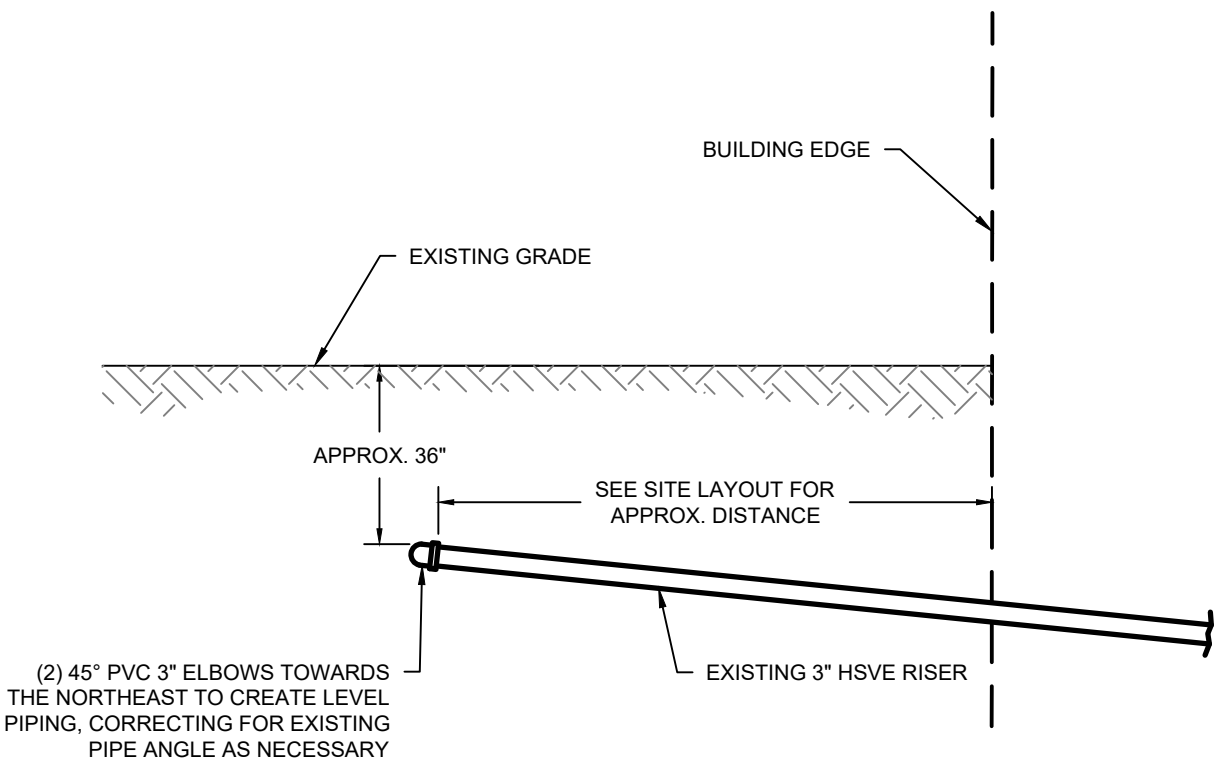 BUILDING EDGE
EXISTING GRADE
APPROX. 36"
SEE SITE LAYOUT FOR
APPROX. DISTANCE
(2) 45° PVC 3" ELBOWS TOWARDS
THE NORTHEAST TO CREATE LEVEL
PIPING, CORRECTING FOR EXISTING
PIPE ANGLE AS NECESSARY
EXISTING 3" HSVE RISER